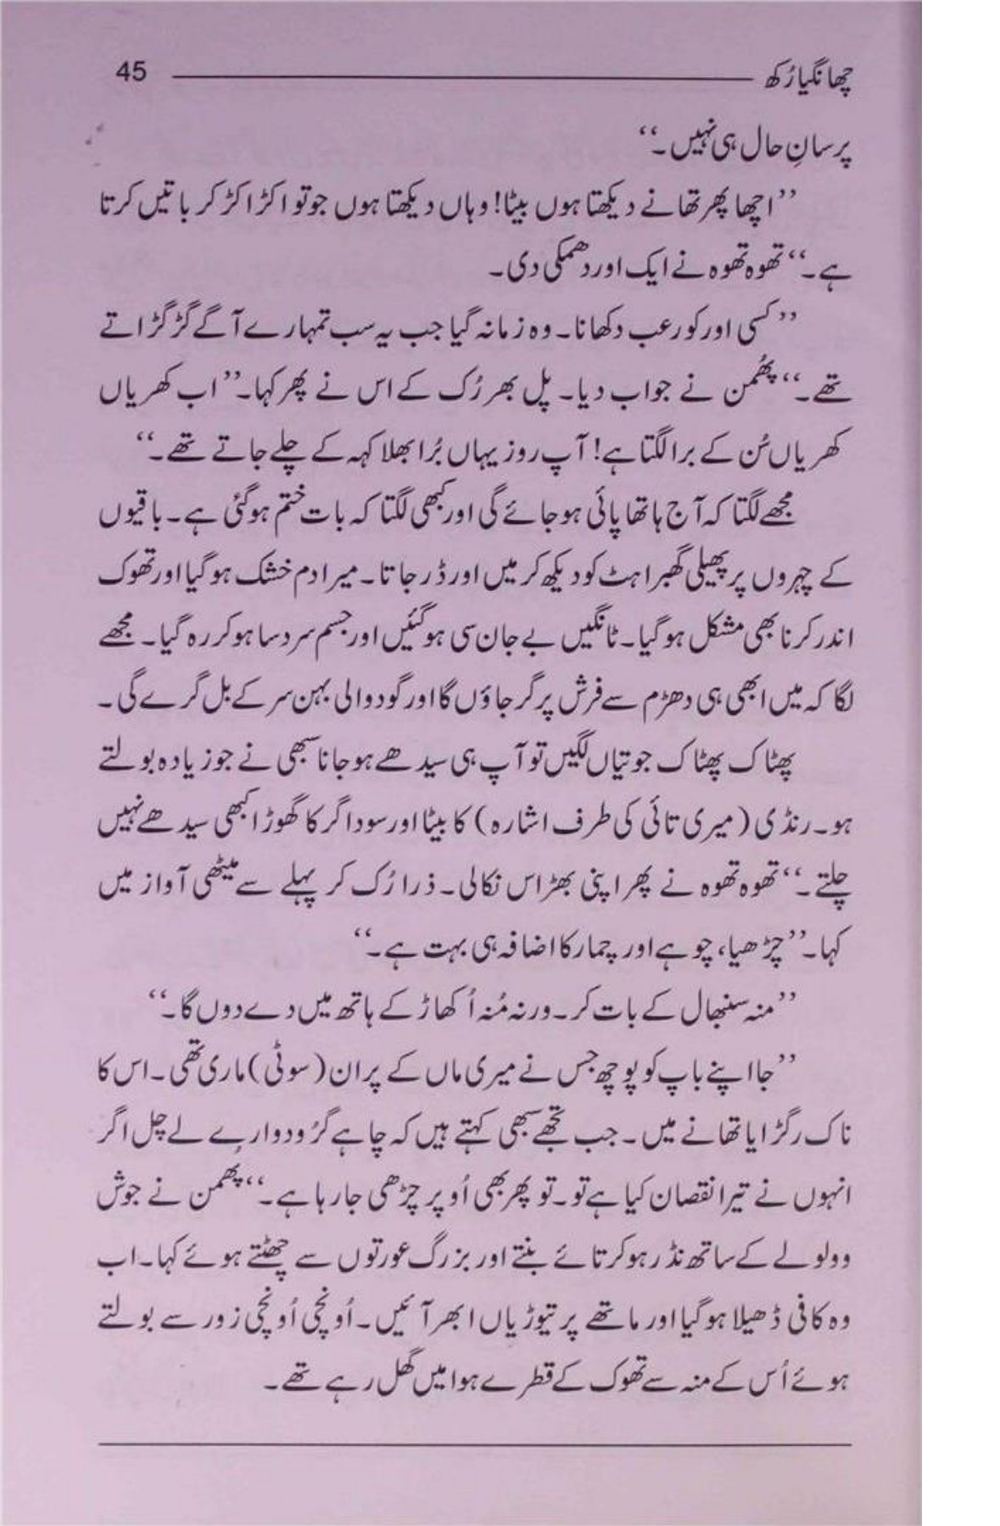 چھانگیا رُکھ 45
پرسانِ حال ہی نہیں۔‘‘
’’اچھا پھر تھانے دیکھتا ہوں بیٹا! وہاں دیکھتا ہوں جو تو اکڑ اکڑ کر باتیں کرتا
ہے۔‘‘ تھوہ تھوہ نے ایک اور دھمکی دی۔
’’کسی اور کو رعب دکھانا۔ وہ زمانہ گیا جب یہ سب تمہارے آگے گڑگڑاتے
تھے۔‘‘ پھُمن نے جواب دیا۔ پل بھر رُک کے اس نے پھر کہا۔ ’’اب کھریاں
کھریاں سُن کے برا لگتا ہے! آپ روز یہاں بُرا بھلا کہہ کے چلے جاتے تھے۔‘‘
مجھے لگتا کہ آج ہاتھا پائی ہو جائے گی اور کبھی لگتا کہ بات ختم ہو گئی ہے۔ باقیوں
کے چہروں پر پھیلی گھبراہٹ کو دیکھ کر میں اور ڈر جاتا۔ میرا دم خشک ہو گیا اور تھوک
اندر کرنا بھی مشکل ہو گیا۔ ٹانگیں بے جان سی ہو گئیں اور جسم سرد سا ہو کر رہ گیا۔ مجھے
لگا کہ میں ابھی ہی دھڑم سے فرش پر گر جاؤں گا اور گود والی بہن سر کے بل گرے گی۔
پھٹاک پھٹاک جوتیاں لگیں تو آپ ہی سیدھے ہو جانا سبھی نے جو زیادہ بولتے
ہو۔ رنڈی (میری تائی کی طرف اشارہ) کا بیٹا اور سوداگر کا گھوڑا کبھی سیدھے نہیں
چلتے۔‘‘ تھوہ تھوہ نے پھر اپنی بھڑاس نکالی۔ ذرا رُک کر پہلے سے میٹھی آواز میں
کہا۔ ’’چڑھیا، چوہے اور چمار کا اضافہ ہی بہت ہے۔‘‘
’’منہ سنبھال کے بات کر۔ ورنہ مُنہ اُکھاڑ کے ہاتھ میں دے دوں گا۔‘‘
’’جا اپنے باپ کو پوچھ جس نے میری ماں کے پران (سوٹی) ماری تھی۔ اس کا
ناک رگڑایا تھانے میں۔ جب تجھے سبھی کہتے ہیں کہ چاہے گرُودوارے لے چل اگر
انہوں نے تیرا نقصان کیا ہے تو۔ تو پھر بھی اُوپر چڑھی جا رہا ہے۔‘‘ پھُمن نے جوش
وولولے کے ساتھ نڈر ہو کر تائے بنتے اور بزرگ عورتوں سے چھٹتے ہوئے کہا۔ اب
وہ کافی ڈھیلا ہو گیا اور ماتھے پر تیوڑیاں ابھر آئیں۔ اُونچی اُونچی زور سے بولتے
ہوئے اُس کے منہ سے تھوک کے قطرے ہوا میں گھل رہے تھے۔